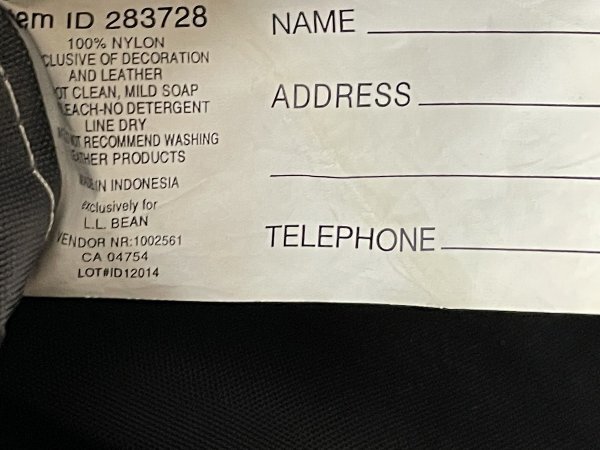 em ID 283728
100% NYLON
CLUSIVE OF DECORATION
AND LEATHER
OT CLEAN, MILD SOAP
LEACH-NO DETERGENT
LINE DRY
NOT RECOMMEND WASHING
THER PRODUCTS
IN INDONESIA
exclusively for
L.L. BEAN
VENDOR NR:1002561
CA 04754
LOT#ID12014
NAME
ADDRESS
TELEPHONE